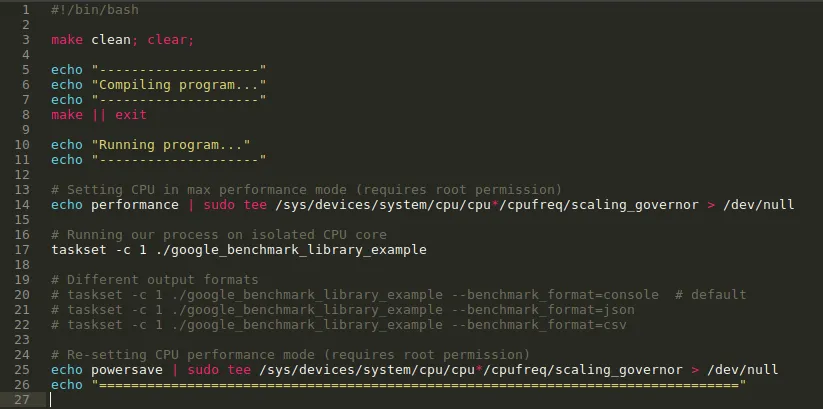 1 #!/bin/bash
2
3 make clean; clear;
4
5 echo "--------------------"
6 echo "Compiling program..."
7 echo "--------------------"
8 make || exit
9
10 echo "Running program..."
11 echo "--------------------"
12
13 # Setting CPU in max performance mode (requires root permission)
14 echo performance | sudo tee /sys/devices/system/cpu/cpu*/cpufreq/scaling_governor > /dev/null
15
16 # Running our process on isolated CPU core
17 taskset -c 1 ./google_benchmark_library_example
18
19 # Different output formats
20 # taskset -c 1 ./google_benchmark_library_example --benchmark_format=console  # default
21 # taskset -c 1 ./google_benchmark_library_example --benchmark_format=json
22 # taskset -c 1 ./google_benchmark_library_example --benchmark_format=csv
23
24 # Re-setting CPU performance mode (requires root permission)
25 echo powersave | sudo tee /sys/devices/system/cpu/cpu*/cpufreq/scaling_governor > /dev/null
26 echo "================================================================================"
27